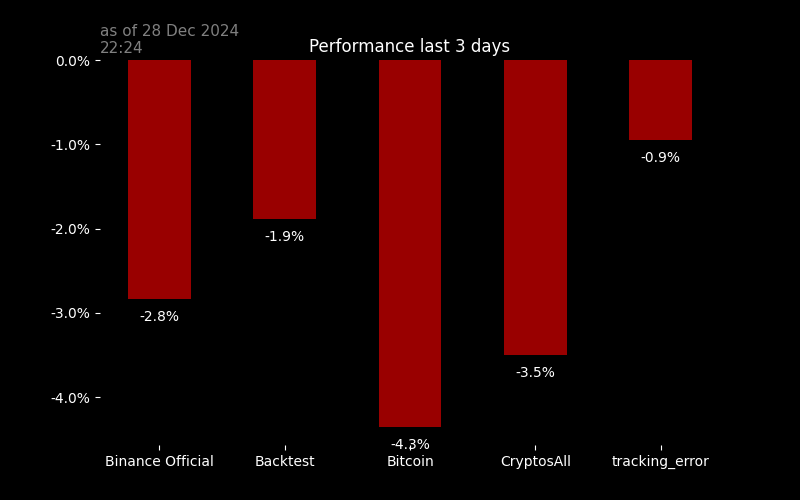 as of 28 Dec 2024
22:24
Performance last 3 days
0.0%
-1.0%
-2.0%
-3.0%
-4.0%
-2.8%
-1.9%
-4.3%
-3.5%
-0.9%
Binance Official
Backtest
Bitcoin
CryptosAll
tracking_error